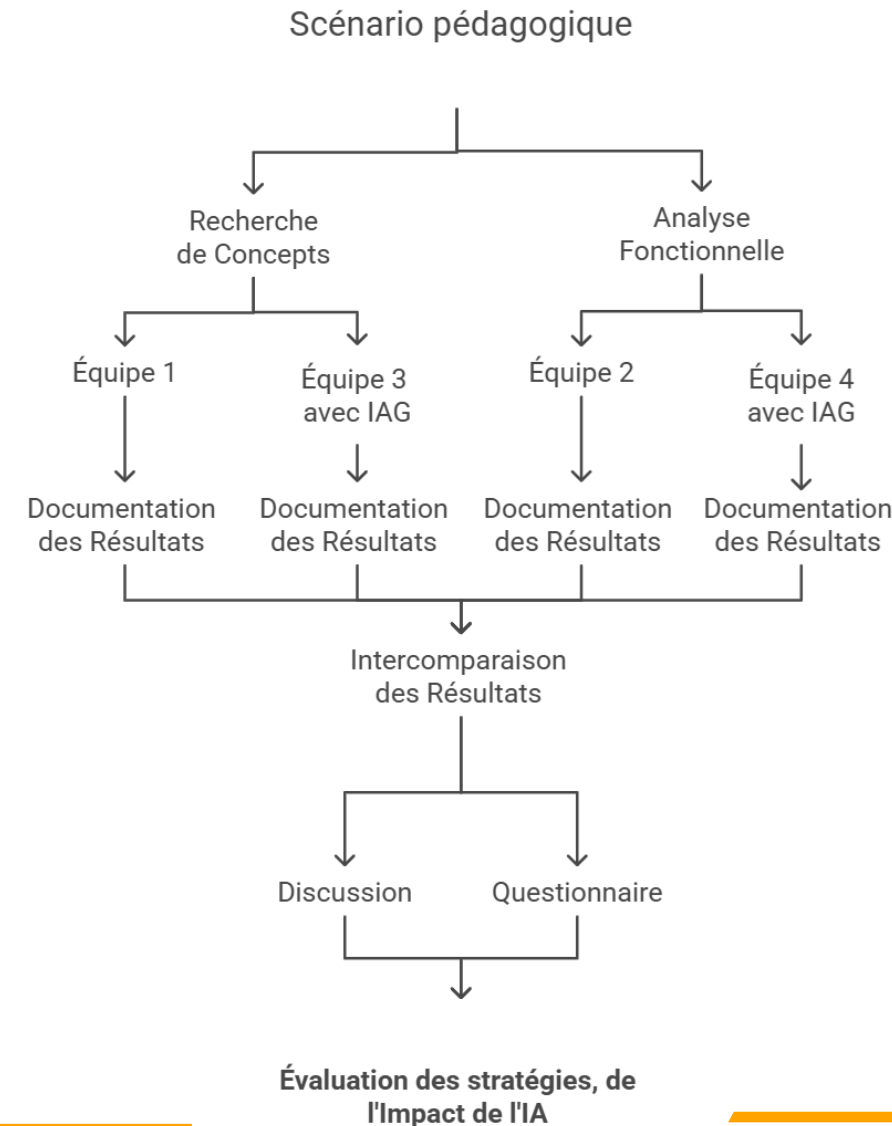 Scénario pédagogique
Recherche
de Concepts
Analyse
Fonctionnelle
Équipe 1
Équipe 3
avec IAG
Équipe 2
Équipe 4
avec IAG
Documentation
des Résultats
Documentation
des Résultats
Documentation
des Résultats
Documentation
des Résultats
Intercomparaison
des Résultats
Discussion
Questionnaire
Évaluation des stratégies, de
l'Impact de l'IA